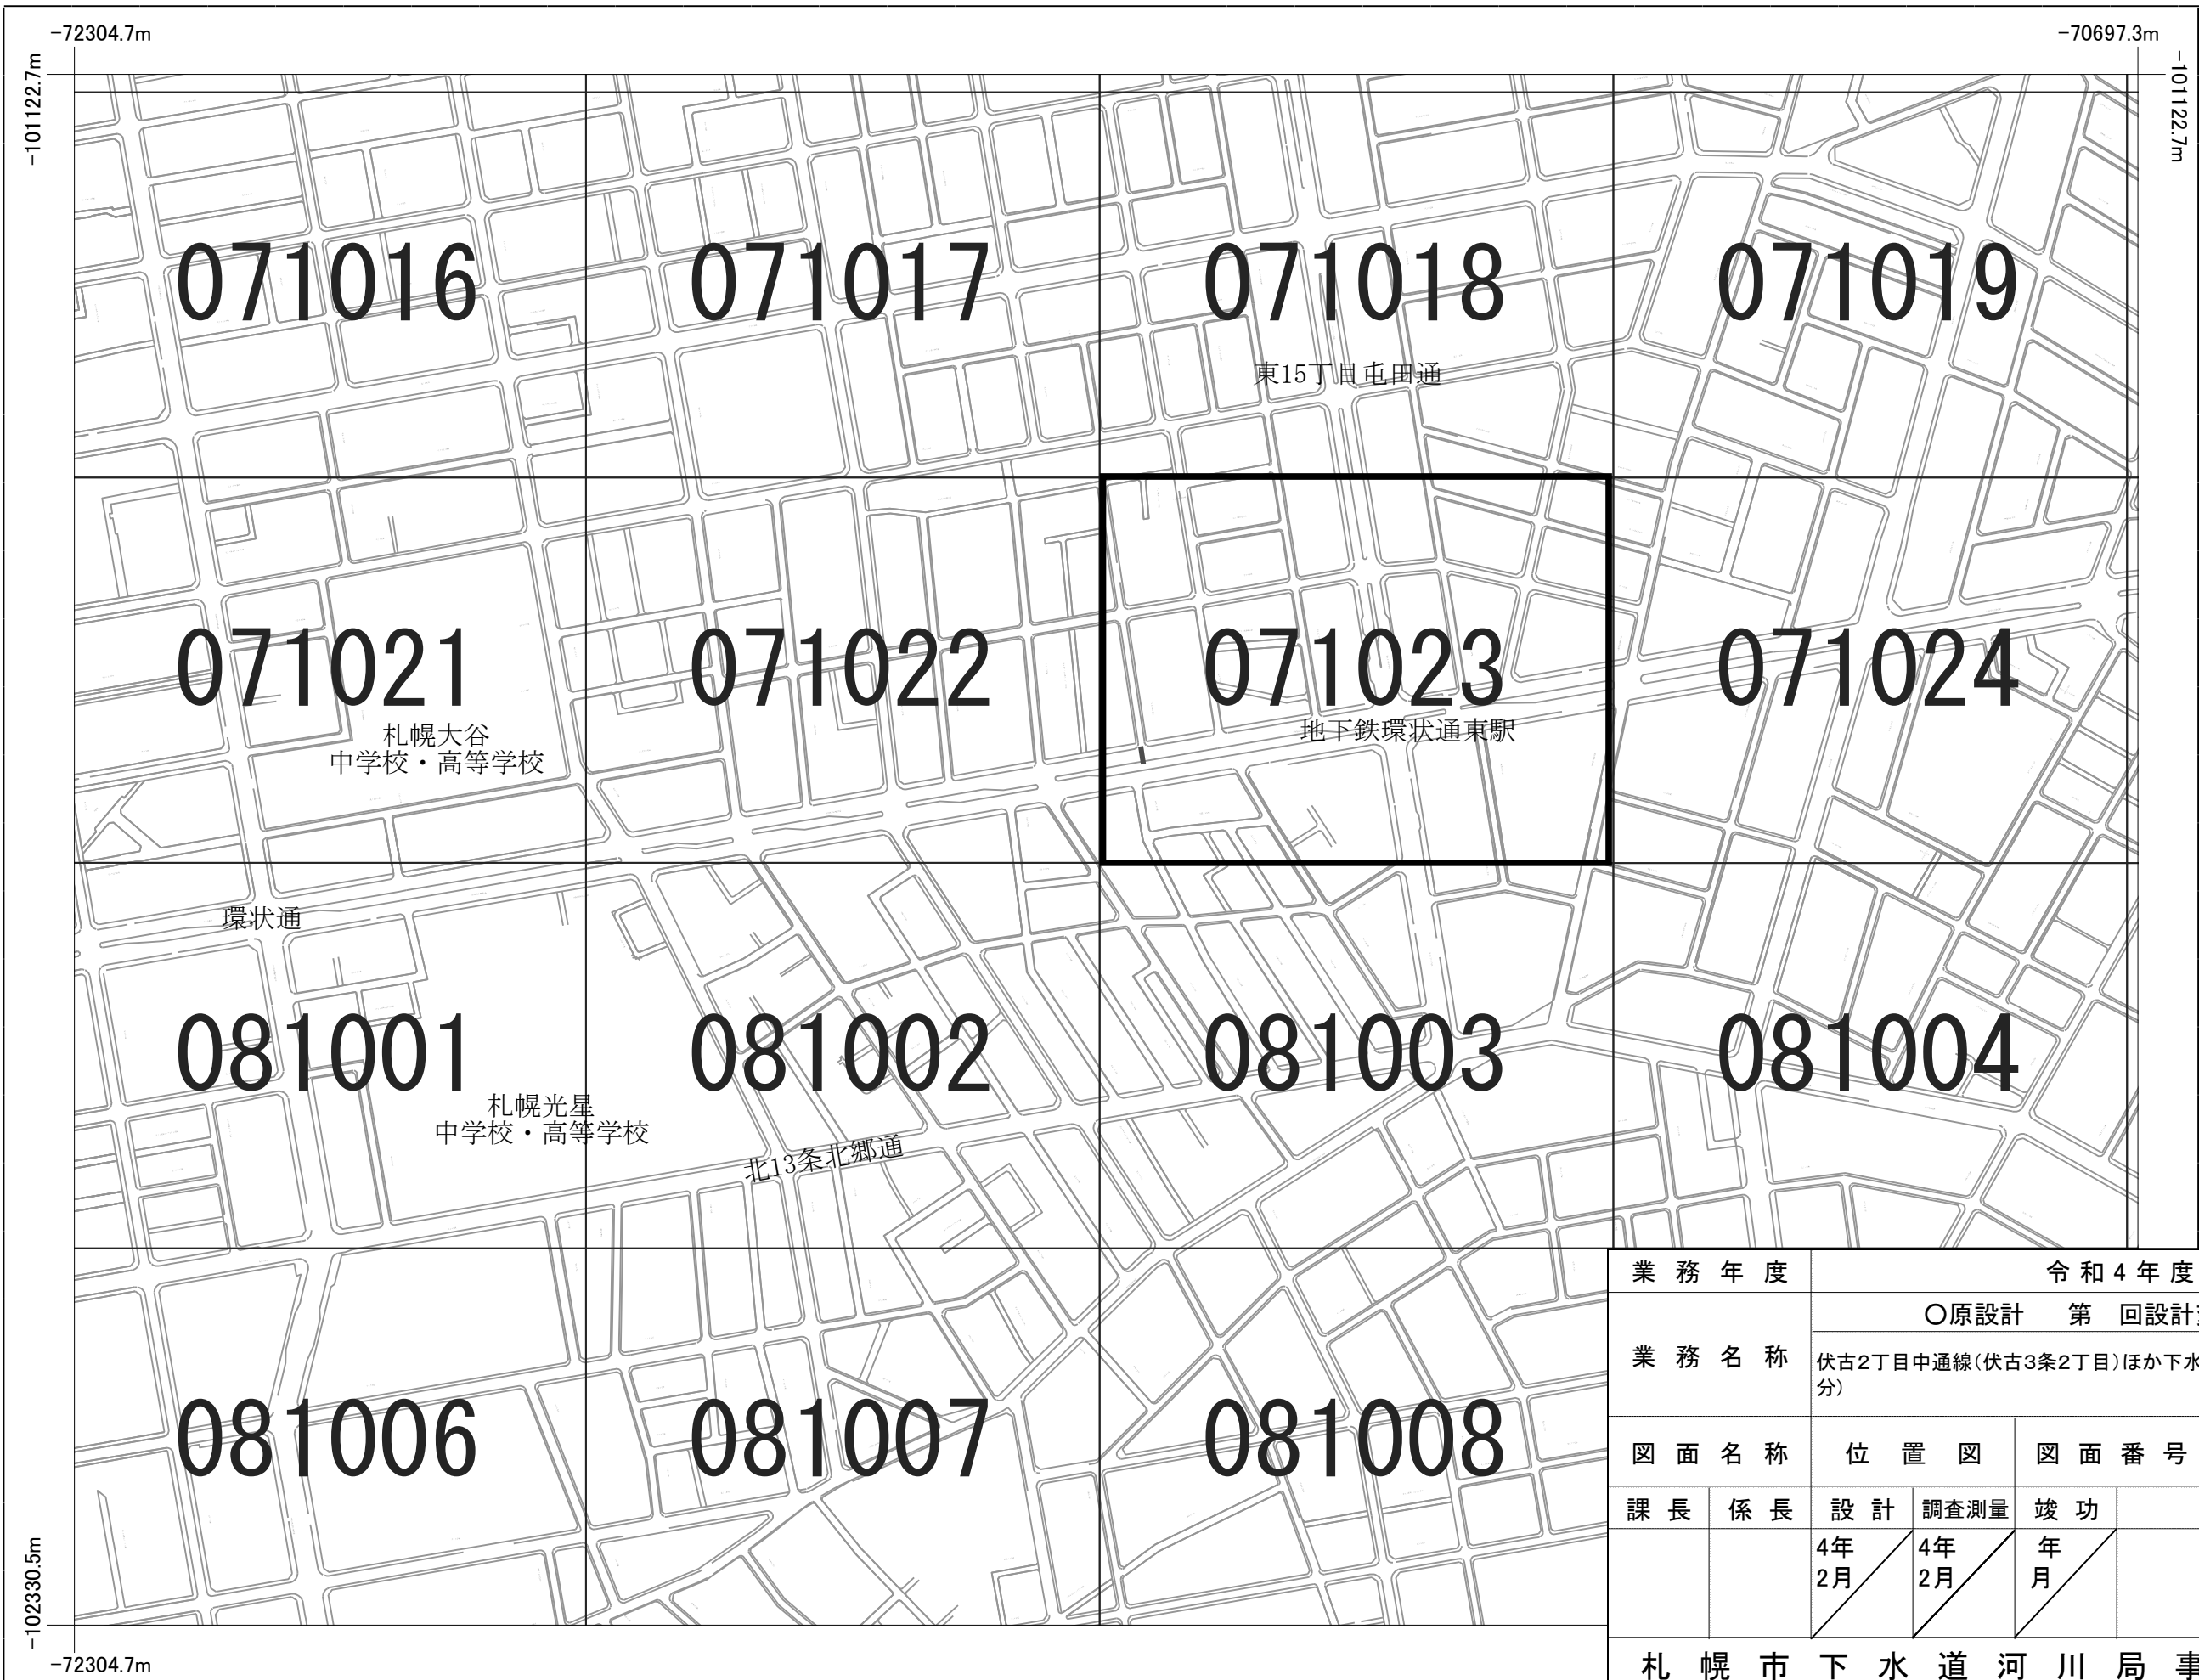 -72304.7m
-70697.3m
-101122.7m
-101122.7m
071016
071017
071018
071019
東15丁目屯田通
071021
071022
071023
071024
札幌大谷
中学校・高等学校
地下鉄環状通東駅
環状通
081001
081002
081003
081004
札幌光星
中学校・高等学校
北13条北郷通
081006
081007
081008
-102330.5m
-72304.7m
業務年度
令和4年度
業務名称
〇原設計 第 回設計
伏古2丁目中通線(伏古3条2丁目)ほか下水
分)
図面名称
位置図
図面番号
課長
係長
設計
調査測量
竣功
4年
2月
4年
2月
年
月
札幌市下水道河川局事